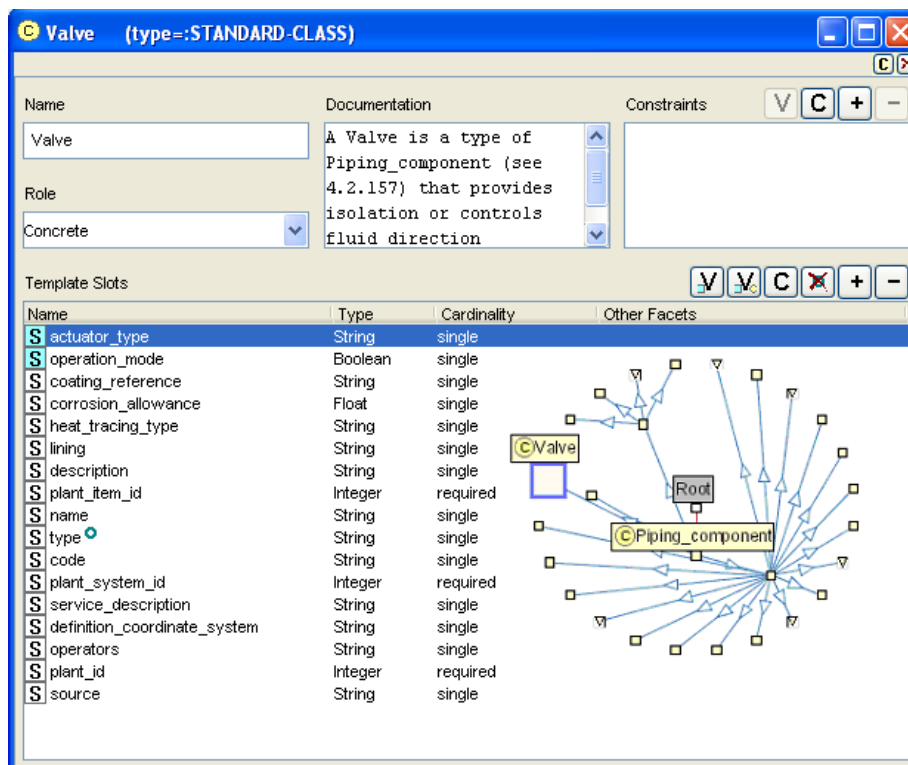 © Valve (type=:STANDARD-CLASS)
C ×
Name Documentation Constraints V C + −
Valve
A Valve is a type of
Piping_component (see
4.2.157) that provides
isolation or controls
fluid direction
Role
Concrete
Template Slots V V C X + −
Name Type Cardinality Other Facets
S actuator_type String single
S operation_mode Boolean single
S coating_reference String single
S corrosion_allowance Float single
S heat_tracing_type String single
S lining String single
S description String single
S plant_item_id Integer required
S name String single
S type String single
S code String single
S plant_system_id Integer required
S service_description String single
S definition_coordinate_system String single
S operators String single
S plant_id Integer required
S source String single
©Valve
Root
©Piping_component